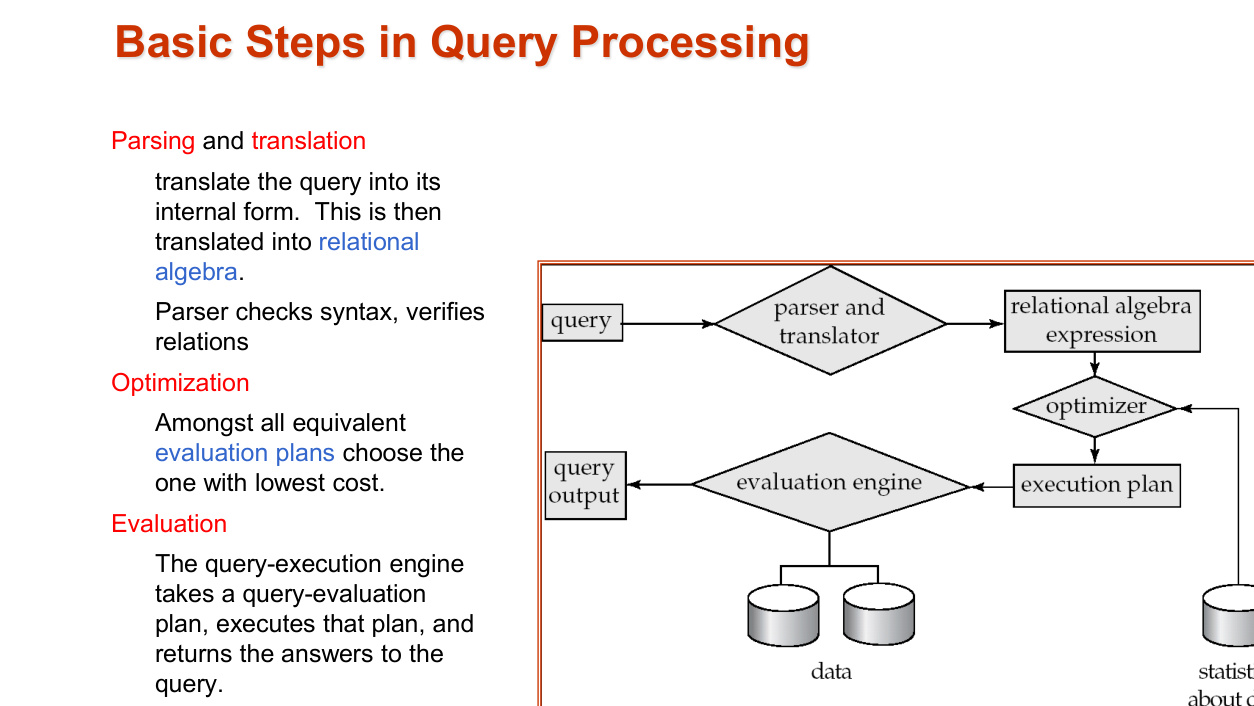 Basic Steps in Query Processing
Parsing and translation
translate the query into its
internal form.  This is then
translated into relational
algebra.
Parser checks syntax, verifies
relations
Optimization
Amongst all equivalent
evaluation plans choose the
one with lowest cost.
Evaluation
The query-execution engine
takes a query-evaluation
plan, executes that plan, and
returns the answers to the
query.
query
parser and
translator
relational algebra
expression
optimizer
query
output
evaluation engine
execution plan
data
about